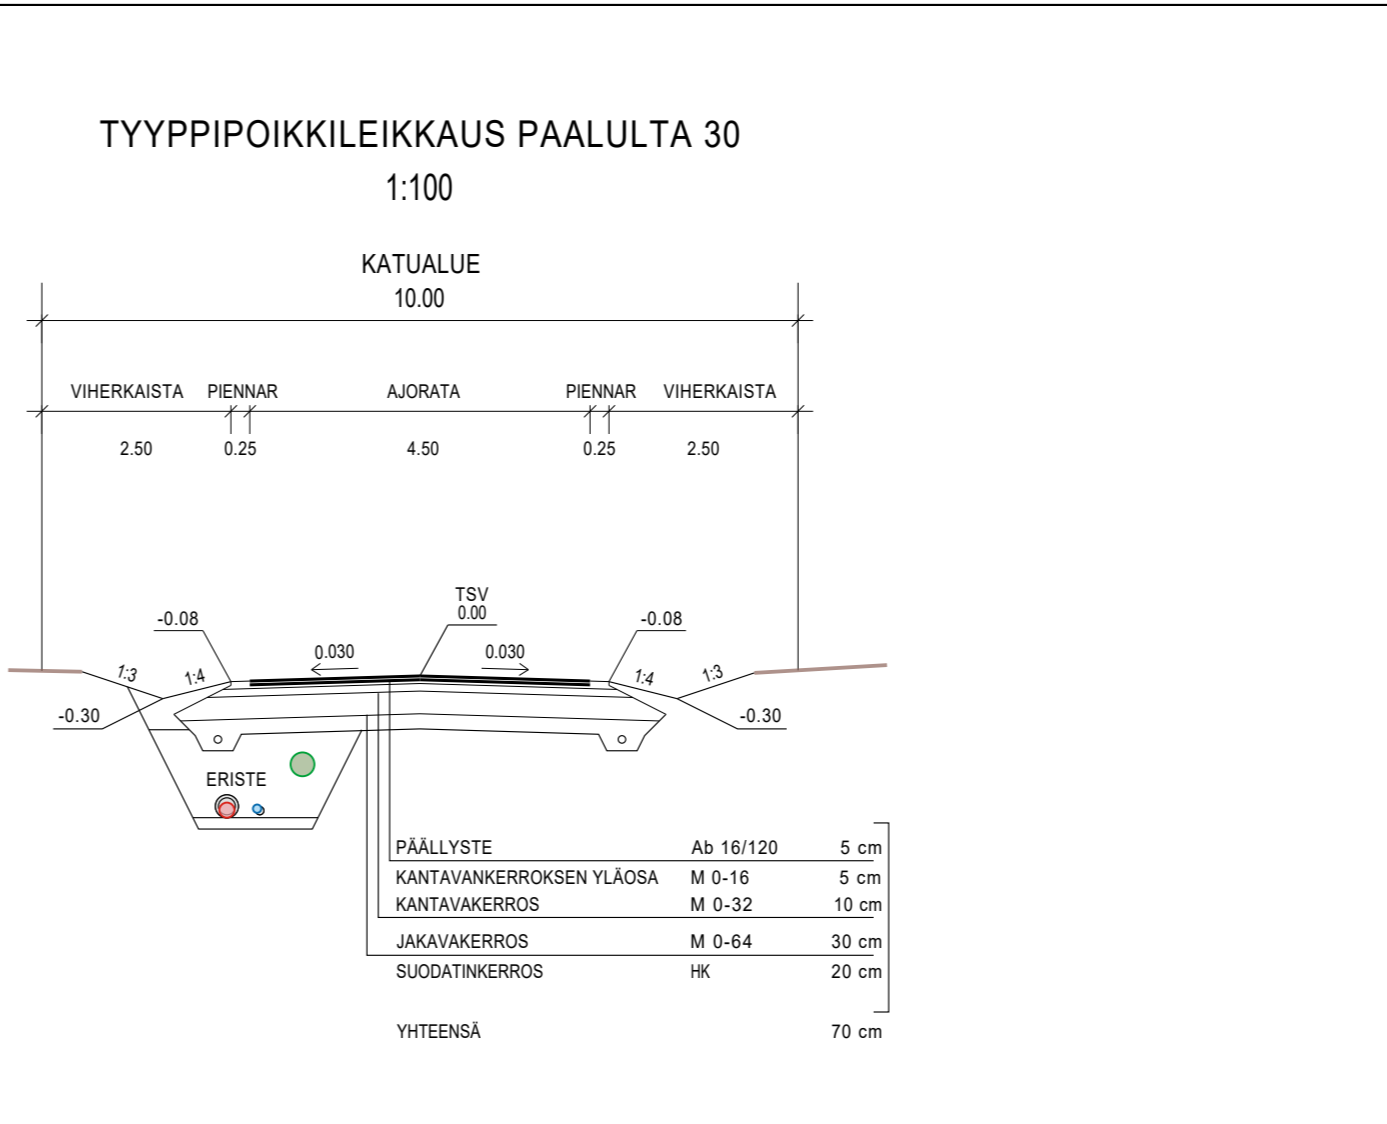 TYYPPIPOIKKILEIKKAUS PAALULTA 30
1:100
KATUALUE
10.00
VIHERKAISTA PIENNAR AJORATA PIENNAR VIHERKAISTA
2.50 0.25 4.50 0.25 2.50
TSV
0.00
-0.08 -0.08
0.030 0.030
1:3 1:4 1:4 1:3
-0.30 -0.30
ERISTE
PÄÄLLYSTE Ab 16/120 5 cm
KANTAVANKERROKSEN YLÄOSA M 0-16 5 cm
KANTAVAKERROS M 0-32 10 cm
JAKAVAKERROS M 0-64 30 cm
SUODATINKERROS HK 20 cm
YHTEENSÄ 70 cm